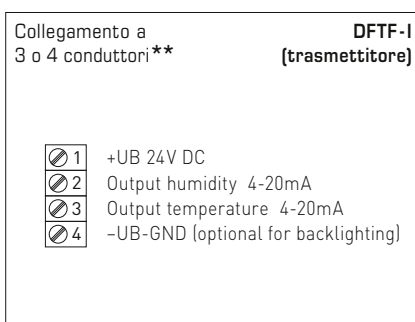 Collegamento a
3 o 4 conduttori**
DFTF-I
(trasmettitore)
1 +UB 24V DC
2 Output humidity 4-20mA
3 Output temperature 4-20mA
4 –UB-GND (optional for backlighting)